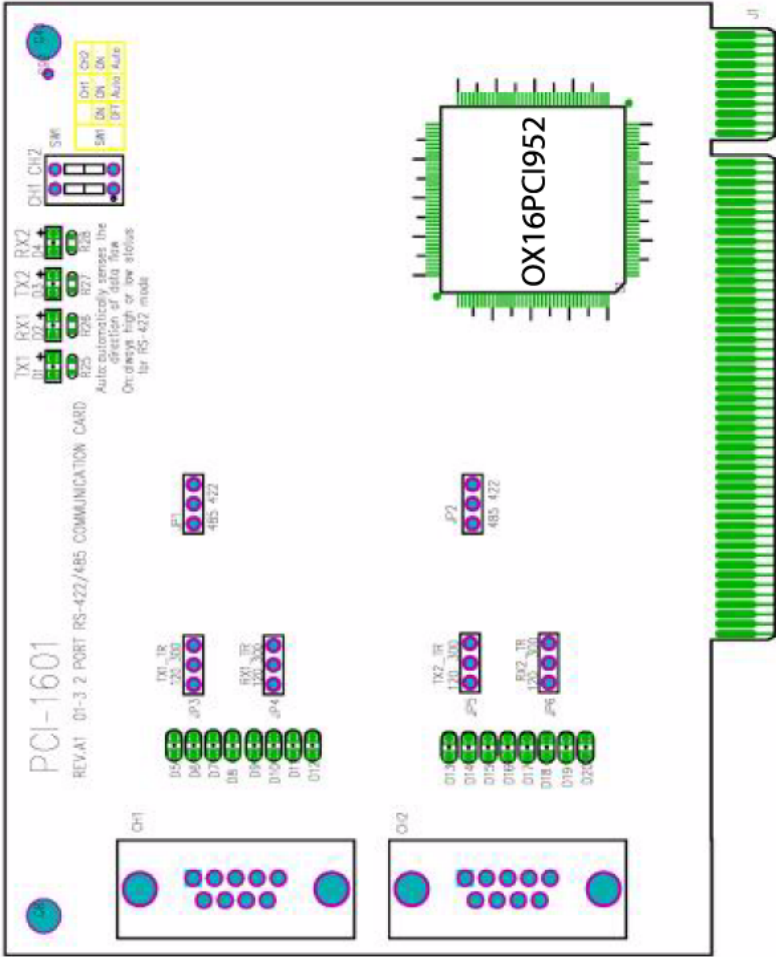 PCI-1601
REV.A1 01-3 2 PORT RS-422/485 COMMUNICATION CARD
TX1 RX1 TX2 RX2
D1 D2 D3 D4
R25 R26 R27 R28
Auto:automatically senses the
direction of data flow
On:always high or low status
for RS-422 mode
CH1 CH2
SW1
CH1 CH2
SW1 ON ON ON
OFF Auto Auto
J1
OX16PCI952
JP1
485 422
JP2
485 422
TX1_TR
120 300
JP3
RX1_TR
120 300
JP4
TX2_TR
120 300
JP5
RX2_TR
120 300
JP6
D5
D6
D7
D8
D9
D10
D1
D12
D13
D14
D15
D16
D17
D18
D19
D20
CH1
CH2